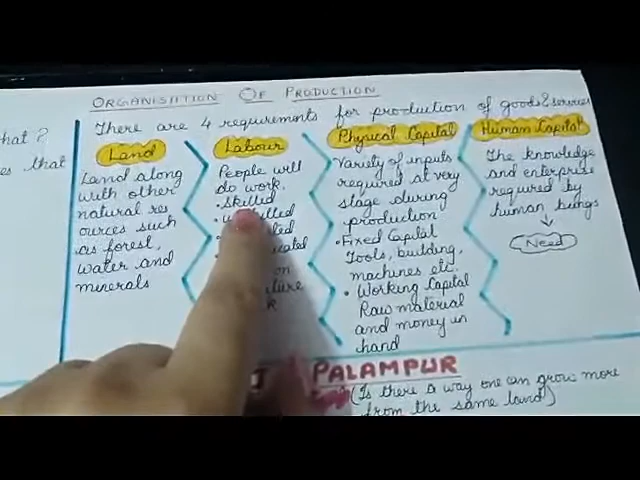 ORGANISATION OF PRODUCTION
There are 4 requirements for production of goods & services
what?
es that
Land
Land along
with other
natural res
ources such
as forest,
water and
minerals
Labour
People will
do work.
• Skilled
Physical Capital
Variety of inputs
required at very
stage during
production
• Fixed Capital
Tools, building,
machines etc.
• Working Capital
Raw material
and money in
hand
Human Capital
The knowledge
and enterprise
required by
human beings
Need
PALAMPUR
(Is there a way one can grow more
from the same land)